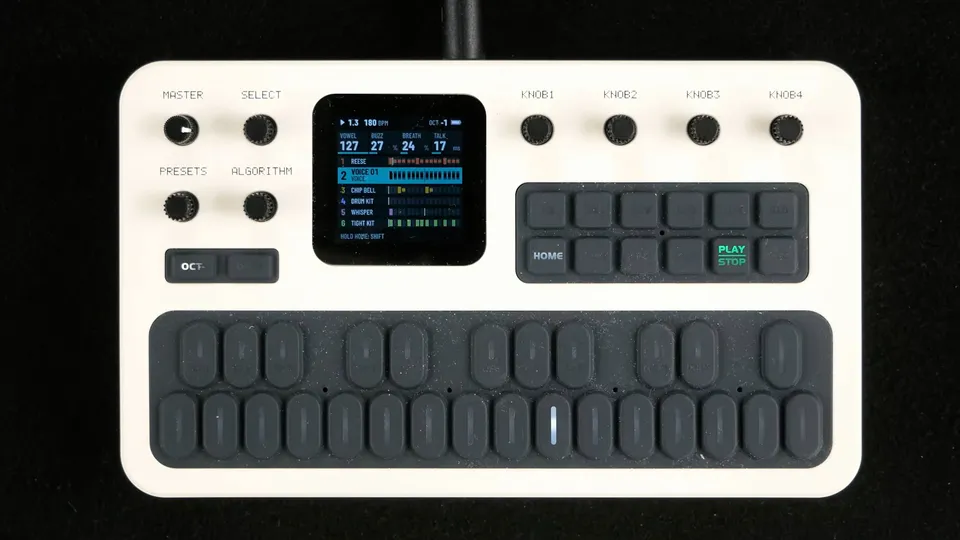 MASTER SELECT KNOB1 KNOB2 KNOB3 KNOB4
PRESETS ALGORITHM
1.3 180 BPM OCT -1
VOWEL BUZZ BREATH TALK
127 27 % 24 % 17 ms
1 REESE
2 VOICE 01
VOICE
3 CHIP BELL
4 DRUM KIT
5 WHISPER
6 TIGHT KIT
HOLD HOME: SHIFT
OCT-
HOME
PLAY
STOP